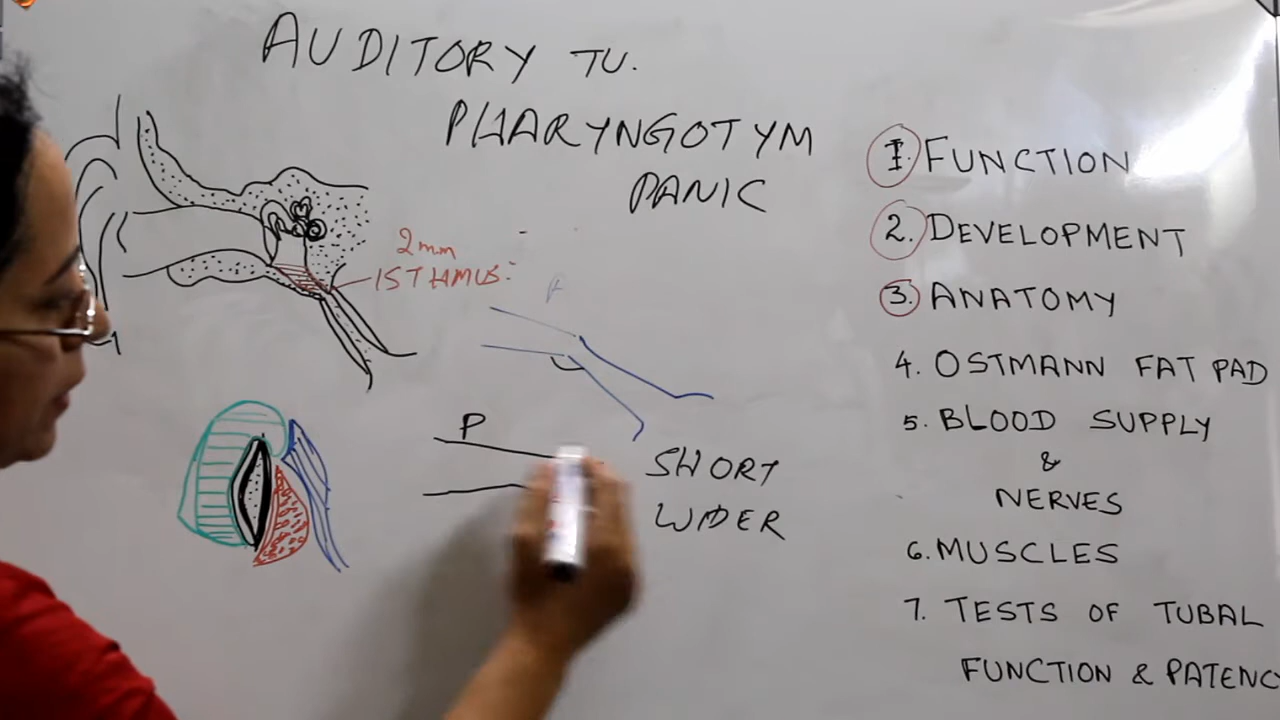 AUDITORY TU.
PHARYNGOTYM
PANIC
2mm
ISTHMUS:
P
SHORT
WIDER
1. FUNCTION
2. DEVELOPMENT
3. ANATOMY
4. OSTMANN FAT PAD
5. BLOOD SUPPLY
&
NERVES
6. MUSCLES
7. TESTS OF TUBAL
FUNCTION & PATENC